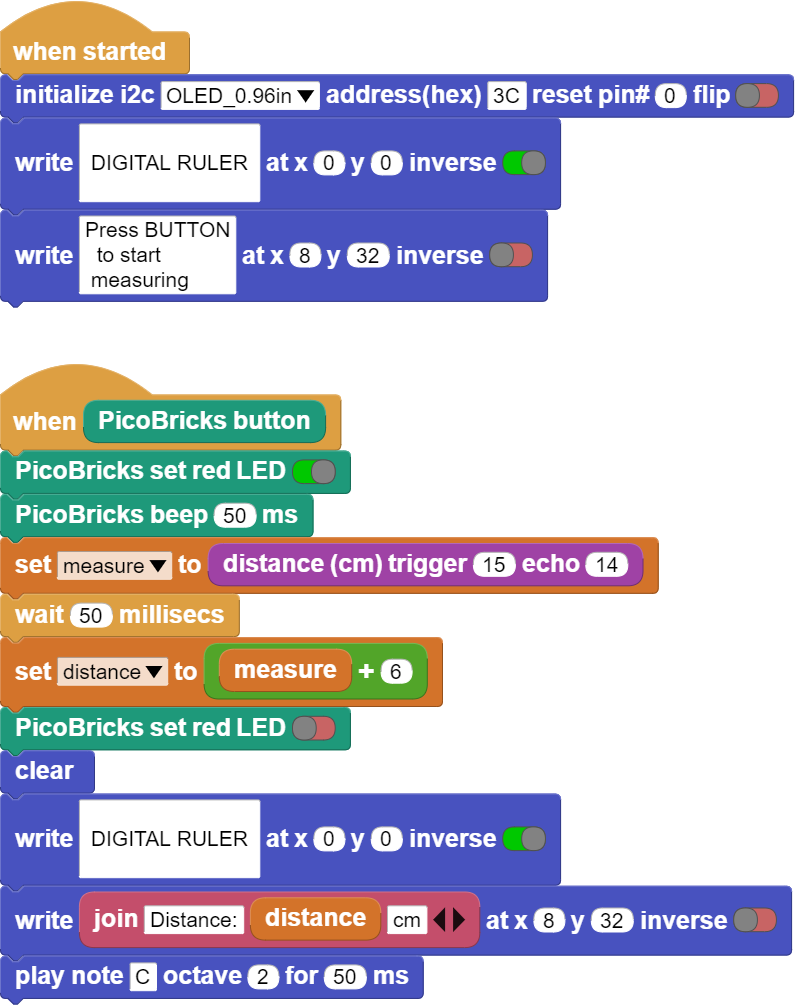 when started
initialize i2c OLED_0.96in address(hex) 3C reset pin# 0 flip
write DIGITAL RULER at x 0 y 0 inverse
write Press BUTTON
to start
measuring
at x 8 y 32 inverse
when PicoBricks button
PicoBricks set red LED
PicoBricks beep 50 ms
set measure to distance (cm) trigger 15 echo 14
wait 50 millisecs
set distance to measure + 6
PicoBricks set red LED
clear
write DIGITAL RULER at x 0 y 0 inverse
write join Distance: distance cm at x 8 y 32 inverse
play note C octave 2 for 50 ms